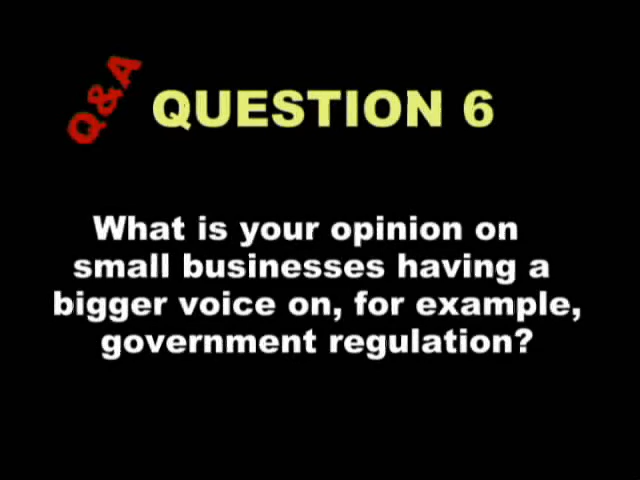 Q&A
QUESTION 6
What is your opinion on
small businesses having a
bigger voice on, for example,
government regulation?